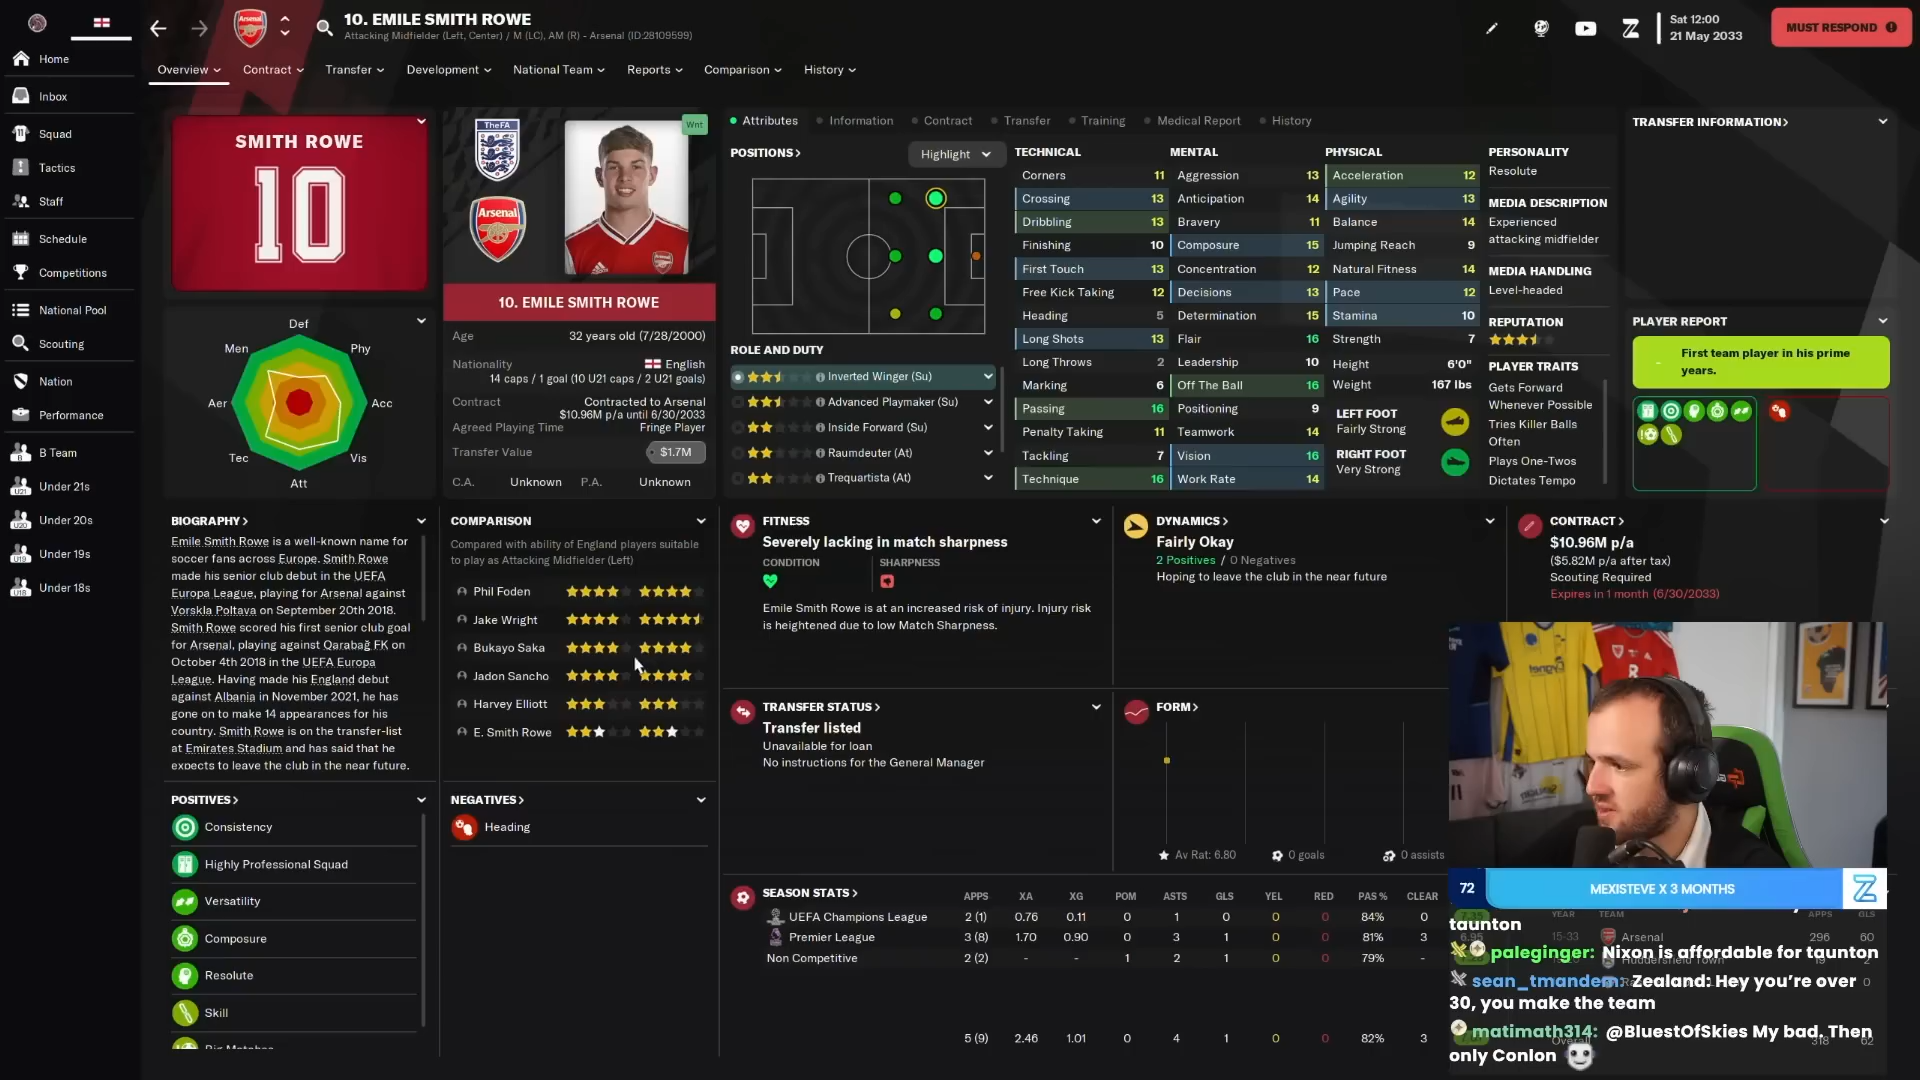 10. EMILE SMITH ROWE
Attacking Midfielder (Left, Center) / M (LC), AM (R) - Arsenal (ID:28109599)
Sat 12:00
21 May 2033
MUST RESPOND
Home
Inbox
Squad
Tactics
Staff
Schedule
Competitions
National Pool
Scouting
Nation
Performance
B Team
Under 21s
Under 20s
Under 19s
Under 18s
Overview
Contract
Transfer
Development
National Team
Reports
Comparison
History
SMITH ROWE
10
Def
Phy
Acc
Vis
Att
Tec
Aer
Men
TheFA
Arsenal
Wnt
10. EMILE SMITH ROWE
Age 32 years old (7/28/2000)
Nationality English
14 caps / 1 goal (10 U21 caps / 2 U21 goals)
Contract Contracted to Arsenal
$10.96M p/a until 6/30/2033
Agreed Playing Time Fringe Player
Transfer Value $1.7M
C.A. Unknown P.A. Unknown
Attributes
Information
Contract
Transfer
Training
Medical Report
History
POSITIONS>
Highlight
ROLE AND DUTY
Inverted Winger (Su)
Advanced Playmaker (Su)
Inside Forward (Su)
Raumdeuter (At)
Trequartista (At)
TECHNICAL
Corners 11
Crossing 13
Dribbling 13
Finishing 10
First Touch 13
Free Kick Taking 12
Heading 5
Long Shots 13
Long Throws 2
Marking 6
Passing 16
Penalty Taking 11
Tackling 7
Technique 16
MENTAL
Aggression 13
Anticipation 14
Bravery 11
Composure 15
Concentration 12
Decisions 13
Determination 15
Flair 16
Leadership 10
Off The Ball 16
Positioning 9
Teamwork 14
Vision 16
Work Rate 14
PHYSICAL
Acceleration 12
Agility 13
Balance 14
Jumping Reach 9
Natural Fitness 14
Pace 12
Stamina 10
Strength 7
Height 6'0"
Weight 167 lbs
LEFT FOOT
Fairly Strong
RIGHT FOOT
Very Strong
PERSONALITY
Resolute
MEDIA DESCRIPTION
Experienced
attacking midfielder
MEDIA HANDLING
Level-headed
REPUTATION
PLAYER TRAITS
Gets Forward
Whenever Possible
Tries Killer Balls
Often
Plays One-Twos
Dictates Tempo
TRANSFER INFORMATION>
PLAYER REPORT
First team player in his prime
years.
BIOGRAPHY>
Emile Smith Rowe is a well-known name for
soccer fans across Europe. Smith Rowe
made his senior club debut in the UEFA
Europa League, playing for Arsenal against
Vorskla Poltava on September 20th 2018.
Smith Rowe scored his first senior club goal
for Arsenal, playing against Qarabağ FK on
October 4th 2018 in the UEFA Europa
League. Having made his England debut
against Albania in November 2021, he has
gone on to make 14 appearances for his
country. Smith Rowe is on the transfer-list
at Emirates Stadium and has said that he
expects to leave the club in the near future.
COMPARISON
Compared with ability of England players suitable
to play as Attacking Midfielder (Left)
Phil Foden
Jake Wright
Bukayo Saka
Jadon Sancho
Harvey Elliott
E. Smith Rowe
FITNESS
Severely lacking in match sharpness
CONDITION
SHARPNESS
Emile Smith Rowe is at an increased risk of injury. Injury risk
is heightened due to low Match Sharpness.
DYNAMICS>
Fairly Okay
2 Positives / 0 Negatives
Hoping to leave the club in the near future
CONTRACT>
$10.96M p/a
($5.82M p/a after tax)
Scouting Required
Expires in 1 month (6/30/2033)
TRANSFER STATUS>
Transfer listed
Unavailable for loan
No instructions for the General Manager
FORM>
Av Rat: 6.80
0 goals
0 assists
POSITIVES>
Consistency
Highly Professional Squad
Versatility
Composure
Resolute
Skill
Big Matches
NEGATIVES>
Heading
SEASON STATS> APPS XA XG POM ASTS GLS YEL RED PAS % CLEAR
UEFA Champions League 2 (1) 0.76 0.11 0 1 0 0 0 84% 0
Premier League 3 (8) 1.70 0.90 0 3 1 0 0 81% 3
Non Competitive 2 (2) - - 1 2 1 0 0 79% -
5 (9) 2.46 1.01 0 4 1 0 0 82% 3
72
MEXISTEVE X 3 MONTHS
YEAR TEAM APPS GLS
taunton
Arsenal 296 60
paleginger: Nixon is affordable for taunton
Huddersfield Town
sean_tmandem: Zealand: Hey you're over
30, you make the team
matimath314: @BluestOfSkies My bad. Then
only Conlon
Overall 318 62